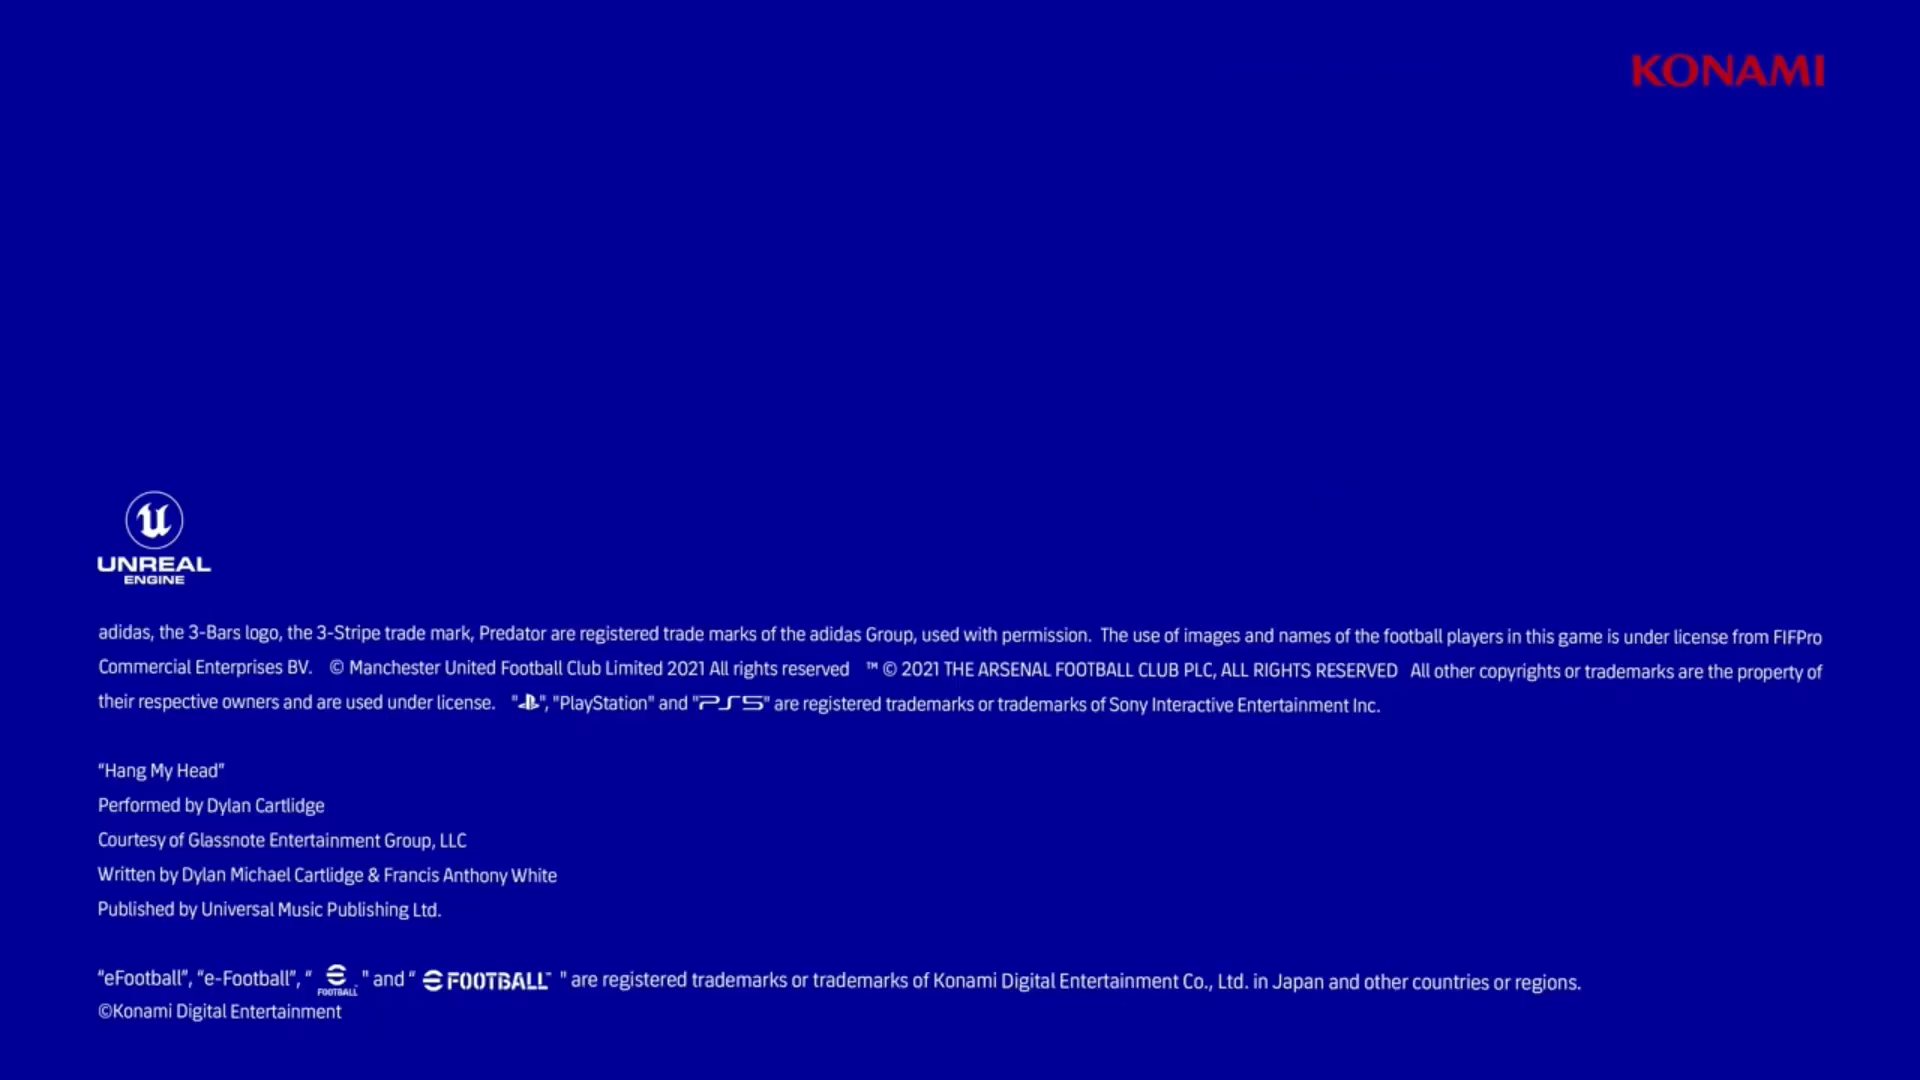 KONAMI
UNREAL
ENGINE
adidas, the 3-Bars logo, the 3-Stripe trade mark, Predator are registered trade marks of the adidas Group, used with permission. The use of images and names of the football players in this game is under license from FIFPro
Commercial Enterprises BV. © Manchester United Football Club Limited 2021 All rights reserved ™ © 2021 THE ARSENAL FOOTBALL CLUB PLC, ALL RIGHTS RESERVED All other copyrights or trademarks are the property of
their respective owners and are used under license. "", "PlayStation" and "PS5" are registered trademarks or trademarks of Sony Interactive Entertainment Inc.
“Hang My Head”
Performed by Dylan Cartlidge
Courtesy of Glassnote Entertainment Group, LLC
Written by Dylan Michael Cartlidge & Francis Anthony White
Published by Universal Music Publishing Ltd.
“eFootball”, “e-Football”, “ e FOOTBALL ” and “ eFOOTBALL™ ” are registered trademarks or trademarks of Konami Digital Entertainment Co., Ltd. in Japan and other countries or regions.
©Konami Digital Entertainment